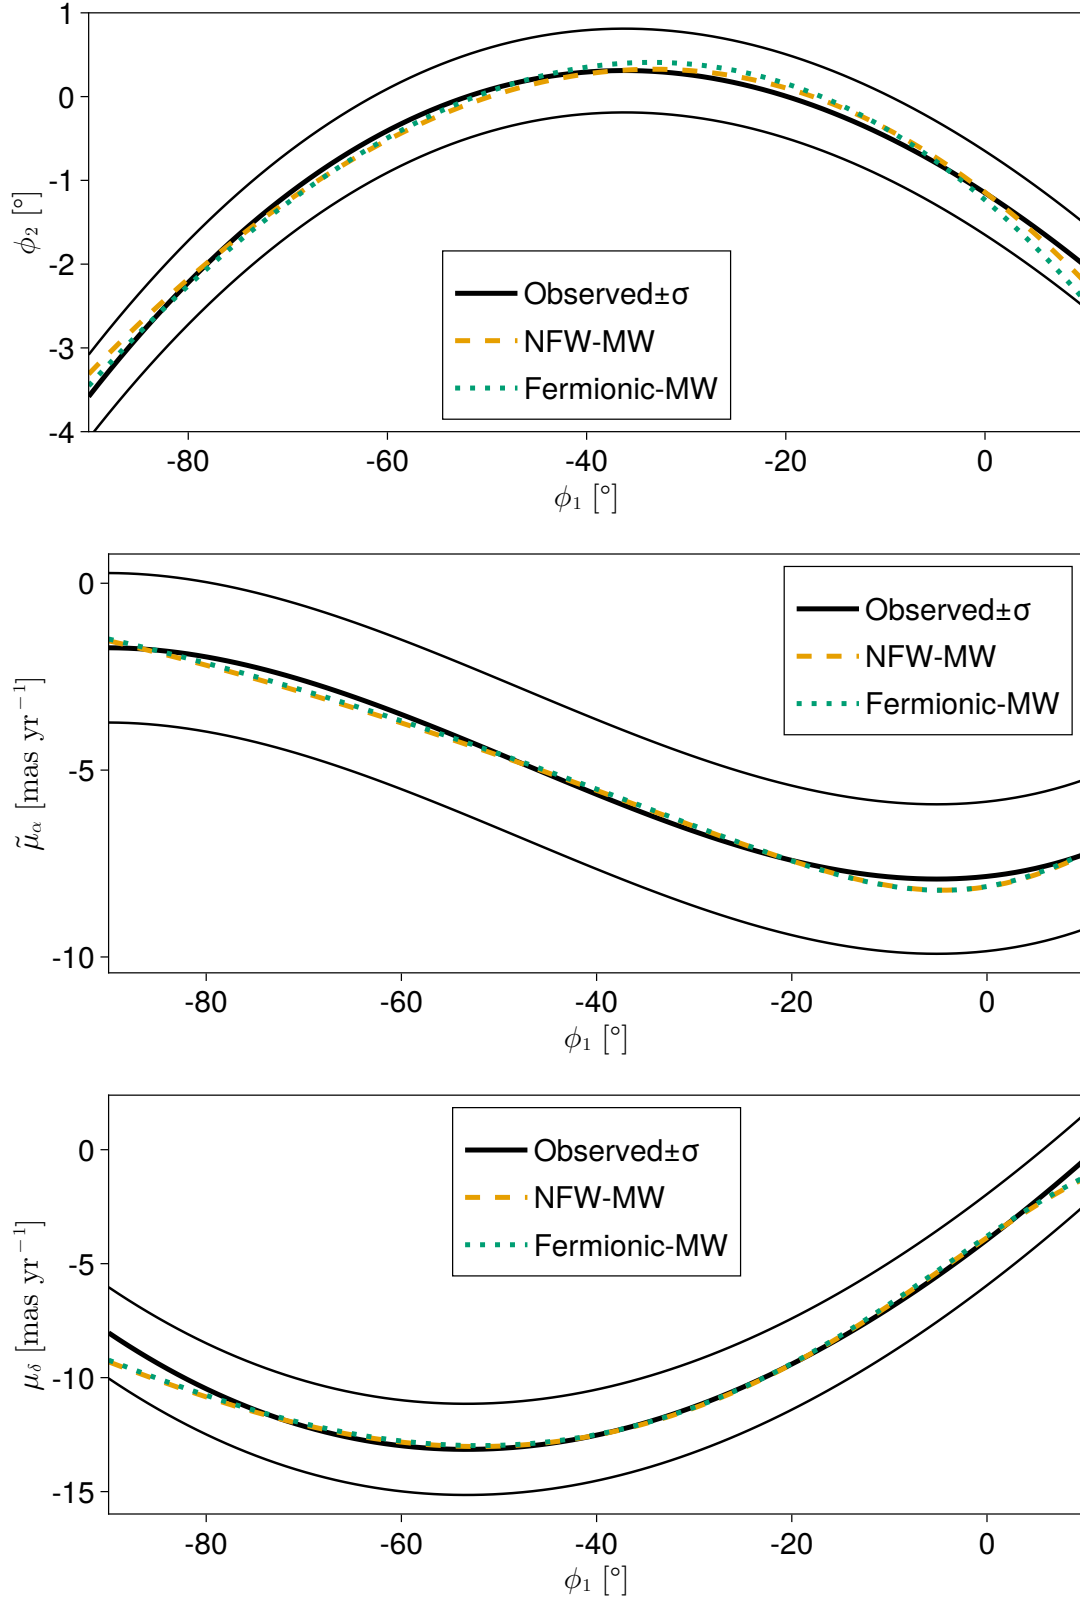 1
0
-1
-2
-3
-4
ϕ₂ [°]
Observed±σ
NFW-MW
Fermionic-MW
-80 -60 -40 -20 0
ϕ₁ [°]
0
-5
-10
μ̃_α [mas yr⁻¹]
Observed±σ
NFW-MW
Fermionic-MW
-80 -60 -40 -20 0
ϕ₁ [°]
0
-5
-10
-15
μ_δ [mas yr⁻¹]
Observed±σ
NFW-MW
Fermionic-MW
-80 -60 -40 -20 0
ϕ₁ [°]